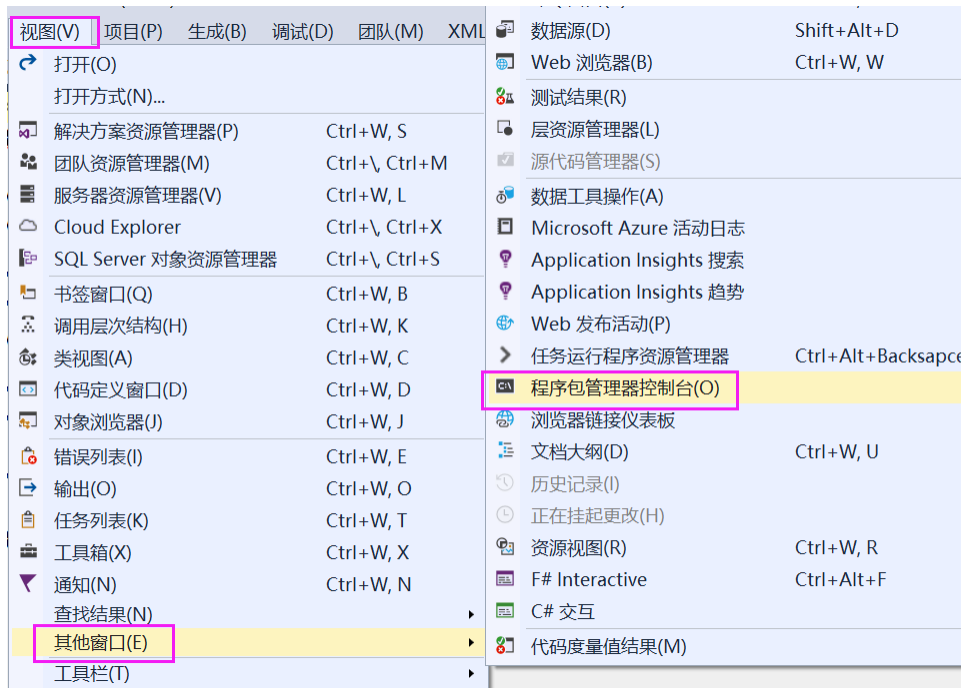 视图(V) 项目(P) 生成(B) 调试(D) 团队(M) XML
打开(O)
打开方式(N)...
解决方案资源管理器(P) Ctrl+W, S
团队资源管理器(M) Ctrl+\, Ctrl+M
服务器资源管理器(V) Ctrl+W, L
Cloud Explorer Ctrl+\, Ctrl+X
SQL Server 对象资源管理器 Ctrl+\, Ctrl+S
书签窗口(Q) Ctrl+W, B
调用层次结构(H) Ctrl+W, K
类视图(A) Ctrl+W, C
代码定义窗口(D) Ctrl+W, D
对象浏览器(J) Ctrl+W, J
错误列表(I) Ctrl+W, E
输出(O) Ctrl+W, O
任务列表(K) Ctrl+W, T
工具箱(X) Ctrl+W, X
通知(N) Ctrl+W, N
查找结果(N)
其他窗口(E)
工具栏(T)
数据源(D) Shift+Alt+D
Web 浏览器(B) Ctrl+W, W
测试结果(R)
层资源管理器(L)
源代码管理器(S)
数据工具操作(A)
Microsoft Azure 活动日志
Application Insights 搜索
Application Insights 趋势
Web 发布活动(P)
任务运行程序资源管理器 Ctrl+Alt+Backsapce
程序包管理器控制台(O)
浏览器链接仪表板
文档大纲(D) Ctrl+W, U
历史记录(I)
正在挂起更改(H)
资源视图(R) Ctrl+W, R
F# Interactive Ctrl+Alt+F
C# 交互
代码度量值结果(M)